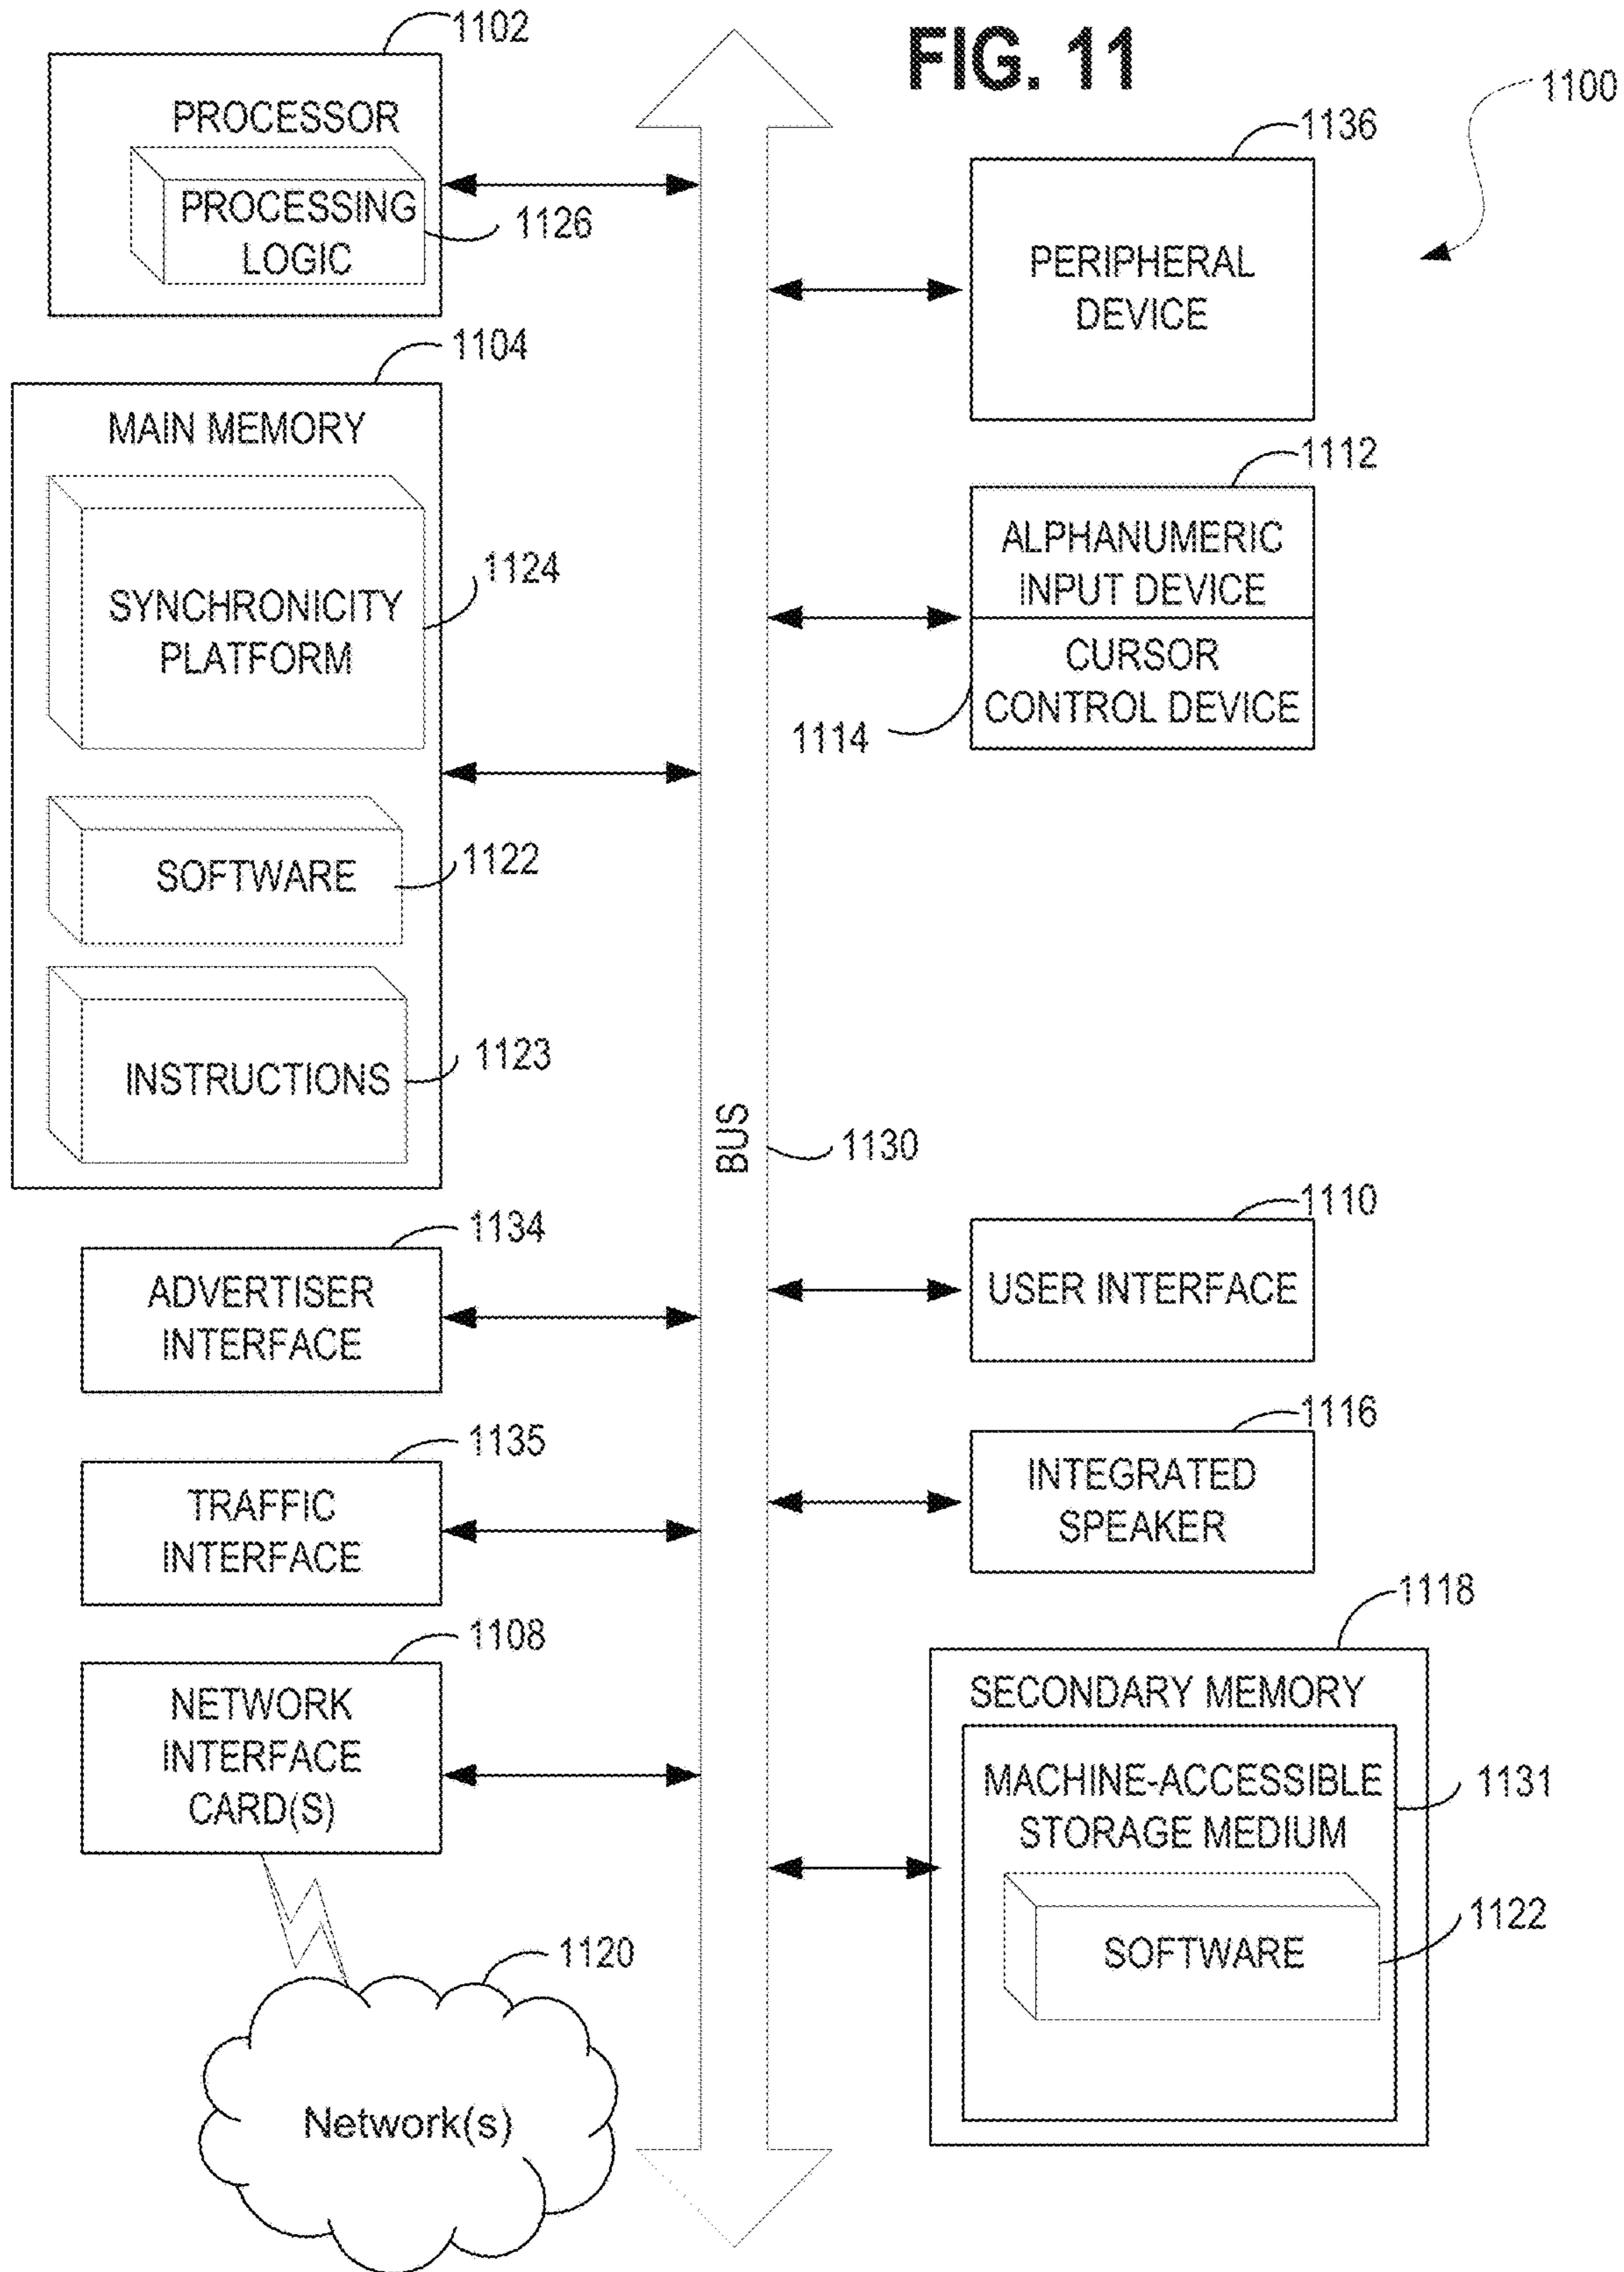 FIG. 11
1100
1102
PROCESSOR
PROCESSING
LOGIC
1126
1104
MAIN MEMORY
SYNCHRONICITY
PLATFORM
1124
SOFTWARE
1122
INSTRUCTIONS
1123
1134
ADVERTISER
INTERFACE
1135
TRAFFIC
INTERFACE
1108
NETWORK
INTERFACE
CARD(S)
1120
Network(s)
BUS
1130
1136
PERIPHERAL
DEVICE
1112
ALPHANUMERIC
INPUT DEVICE
CURSOR
CONTROL DEVICE
1114
1110
USER INTERFACE
1116
INTEGRATED
SPEAKER
1118
SECONDARY MEMORY
MACHINE-ACCESSIBLE
STORAGE MEDIUM
1131
SOFTWARE
1122